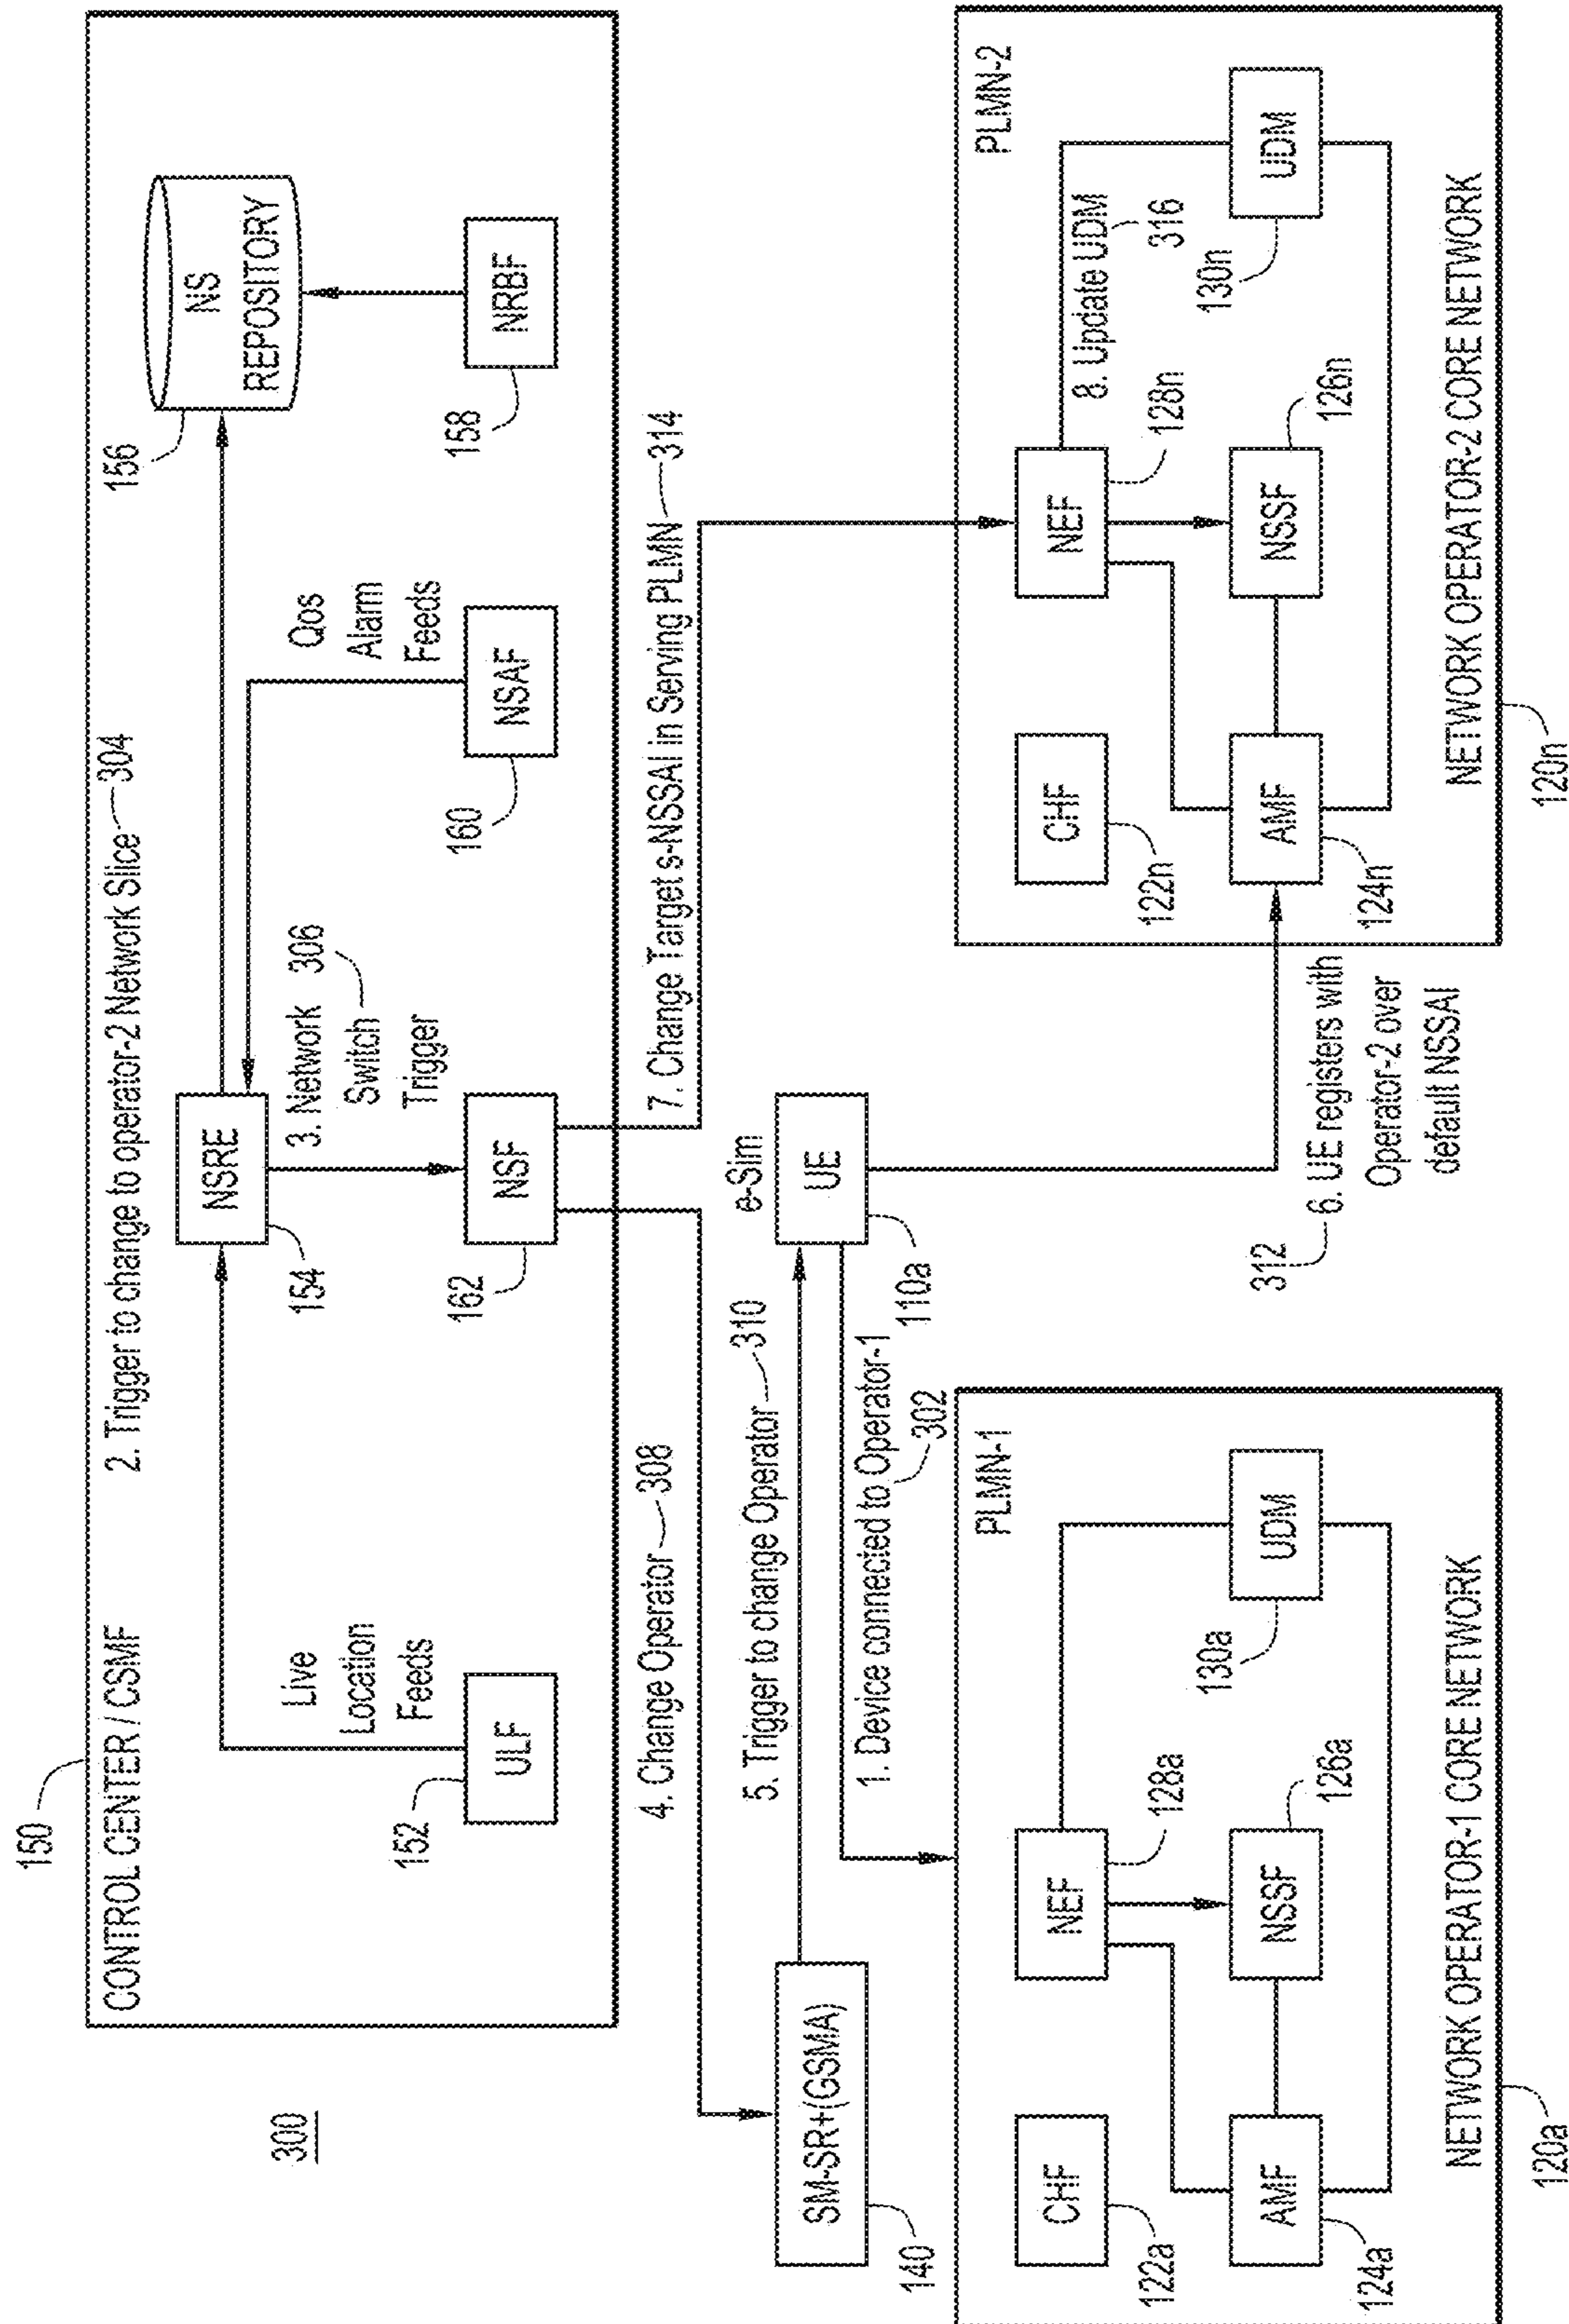 300
150
CONTROL CENTER / CSMF
2. Trigger to change to operator-2 Network Slice 304
Live
Location
Feeds
ULF
152
NSRE
154
3. Network 306
Switch
Trigger
NSF
162
Qos
Alarm
Feeds
NSAF
160
NS
REPOSITORY
156
NRBF
158
4. Change Operator 308
7. Change Target s-NSSAI in Serving PLMN 314
SM-SR+(GSMA)
140
5. Trigger to change Operator 310
e-Sim
UE
110a
1. Device connected to Operator-1
302
312 6. UE registers with
Operator-2 over
default NSSAI
PLMN-1
CHF
122a
NEF
128a
AMF
124a
NSSF
126a
UDM
130a
NETWORK OPERATOR-1 CORE NETWORK
120a
PLMN-2
CHF
122n
NEF
128n
8. Update UDM
316
AMF
124n
NSSF
126n
UDM
130n
NETWORK OPERATOR-2 CORE NETWORK
120n